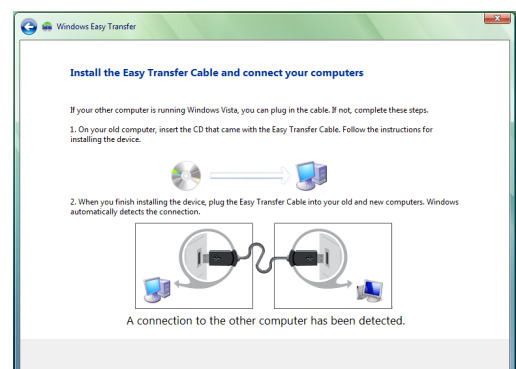 Windows Easy Transfer
Install the Easy Transfer Cable and connect your computers
If your other computer is running Windows Vista, you can plug in the cable. If not, complete these steps.
1. On your old computer, insert the CD that came with the Easy Transfer Cable. Follow the instructions for
installing the device.
2. When you finish installing the device, plug the Easy Transfer Cable into your old and new computers. Windows
automatically detects the connection.
A connection to the other computer has been detected.